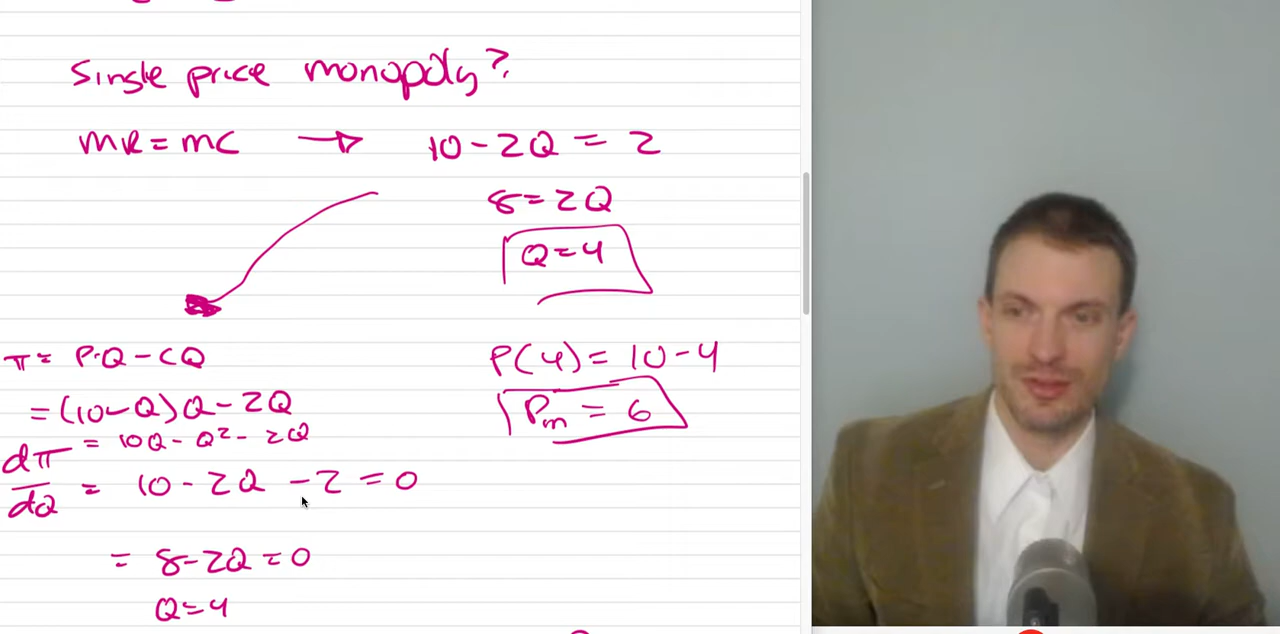 Single price monopoly?
MR = MC → 10 - 2Q = 2
8 = 2Q
Q = 4
P(4) = 10 - 4
Pm = 6
π = P·Q - CQ
= (10 - Q)Q - 2Q
= 10Q - Q² - 2Q
dπ/dQ = 10 - 2Q - 2 = 0
= 8 - 2Q = 0
Q = 4